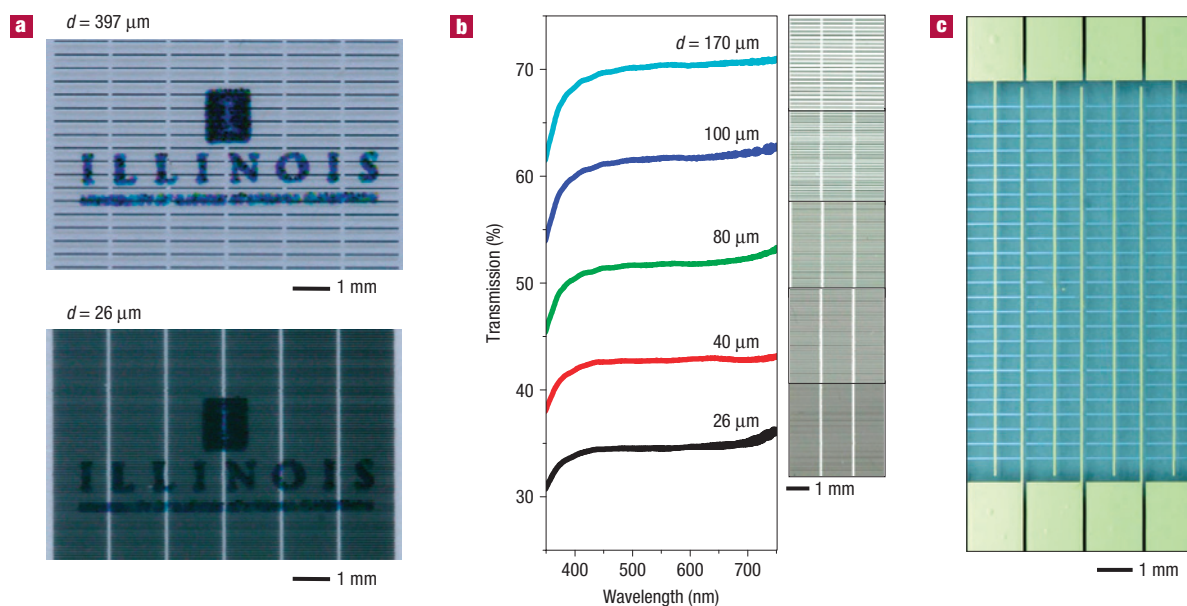 a
d = 397 μm
I
ILLINOIS
1 mm
d = 26 μm
I
ILLINOIS
1 mm
b
Transmission (%)
70
60
50
40
30
d = 170 μm
100 μm
80 μm
40 μm
26 μm
400
500
600
700
Wavelength (nm)
1 mm
c
1 mm